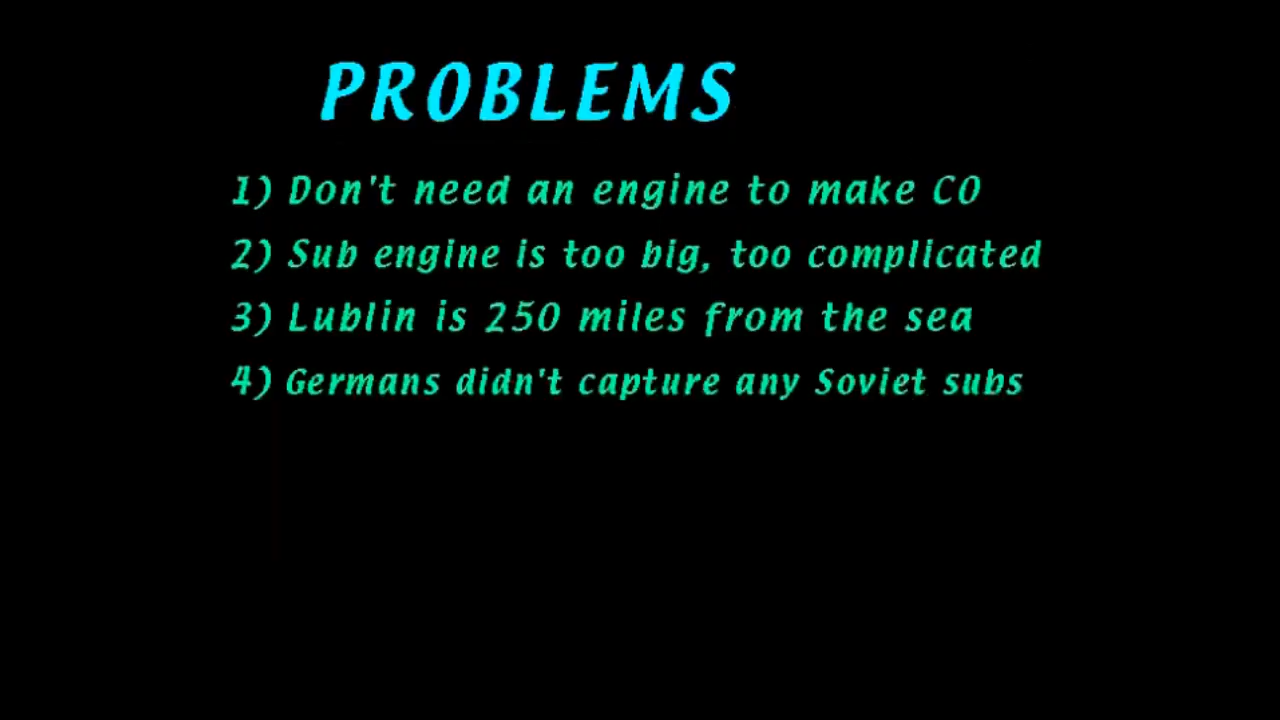 PROBLEMS
1) Don't need an engine to make CO
2) Sub engine is too big, too complicated
3) Lublin is 250 miles from the sea
4) Germans didn't capture any Soviet subs